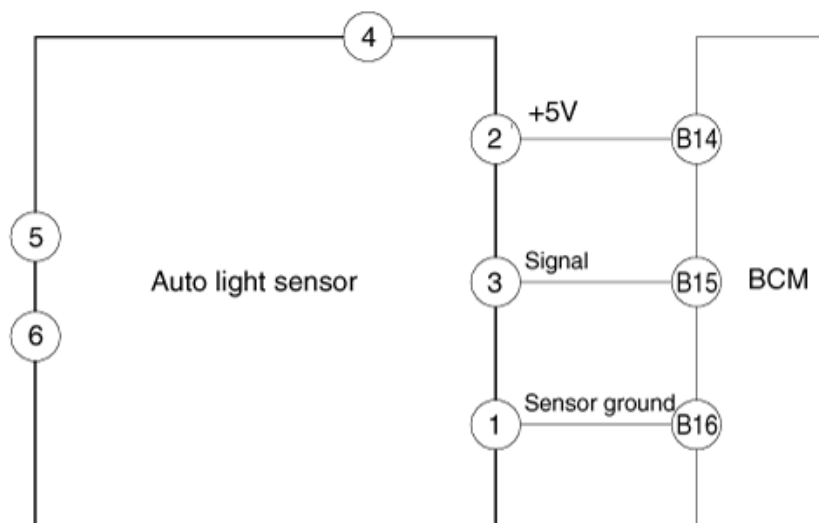 4
2
+5V
B14
5
Auto light sensor
3
Signal
B15
BCM
6
1
Sensor ground
B16